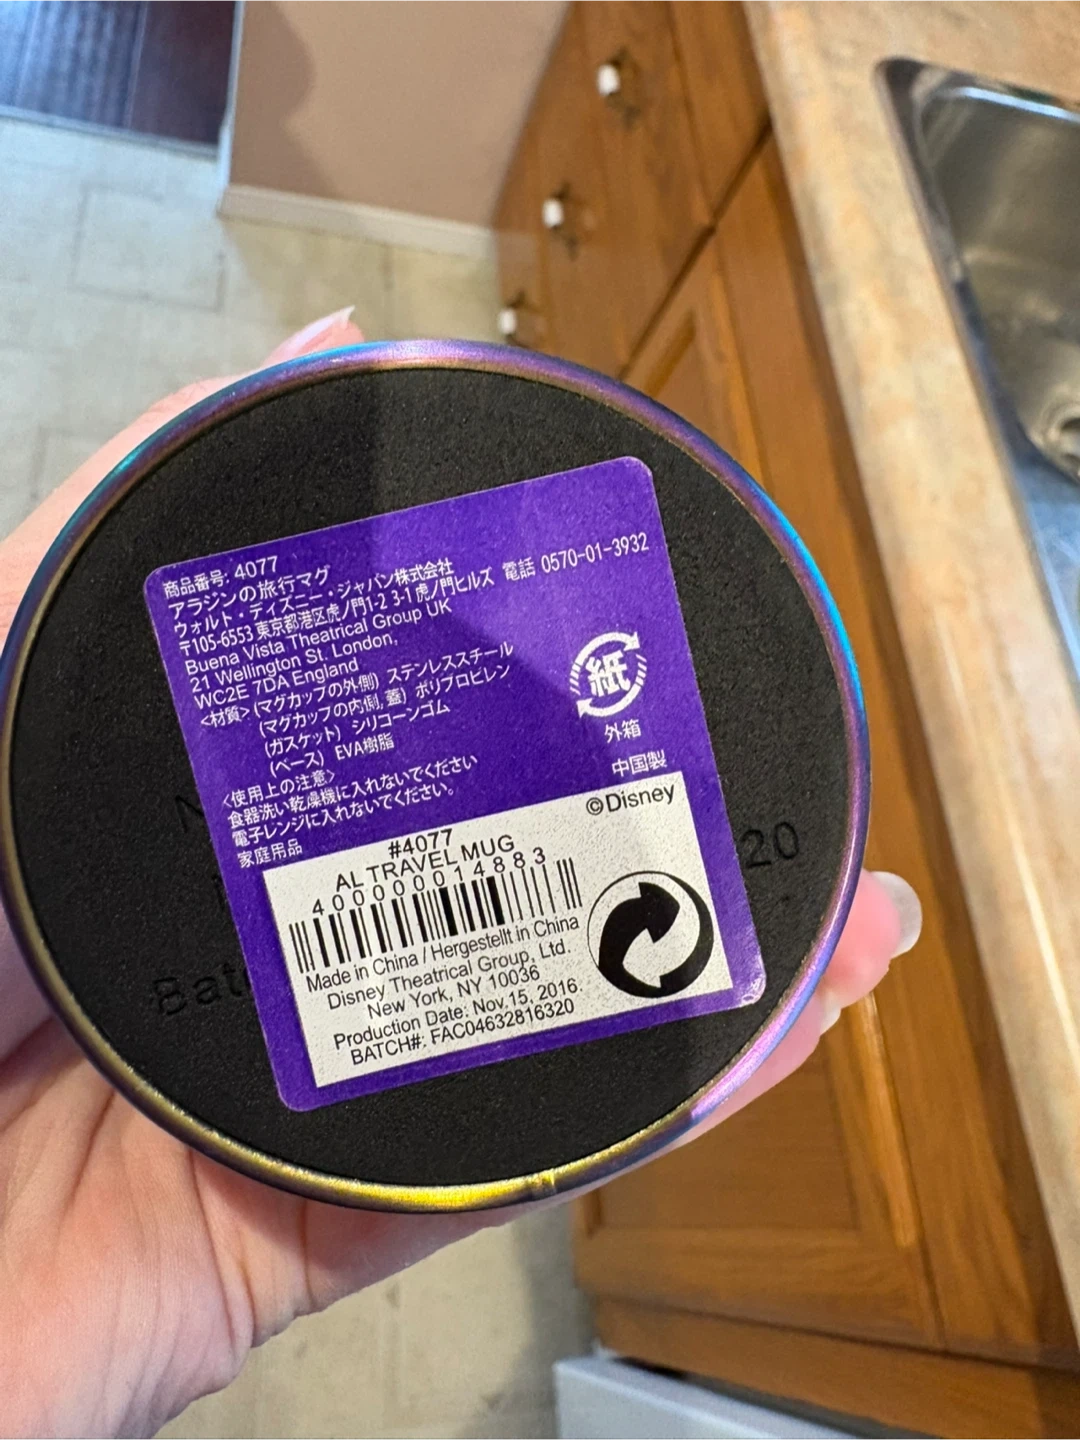 商品番号: 4077
アラジンの旅行マグ
ウォルト・ディズニー・ジャパン株式会社
〒105-6553 東京都港区虎ノ門1-2 3-1 虎ノ門ヒルズ 電話 0570-01-3932
Buena Vista Theatrical Group UK
21 Wellington St. London,
WC2E 7DA England
<材質> (マグカップの外側) ステンレススチール
(マグカップの内側, 蓋) ポリプロピレン
(ガスケット) シリコーンゴム
(ベース) EVA樹脂
<使用上の注意>
食器洗い乾燥機に入れないでください
電子レンジに入れないでください。
家庭用品
紙
外箱
中国製
©Disney
#4077
AL TRAVEL MUG
400000014883
Made in China / Hergestellt in China
Disney Theatrical Group, Ltd.
New York, NY 10036
Production Date: Nov.15, 2016.
BATCH#: FAC04632816320
20
Batc